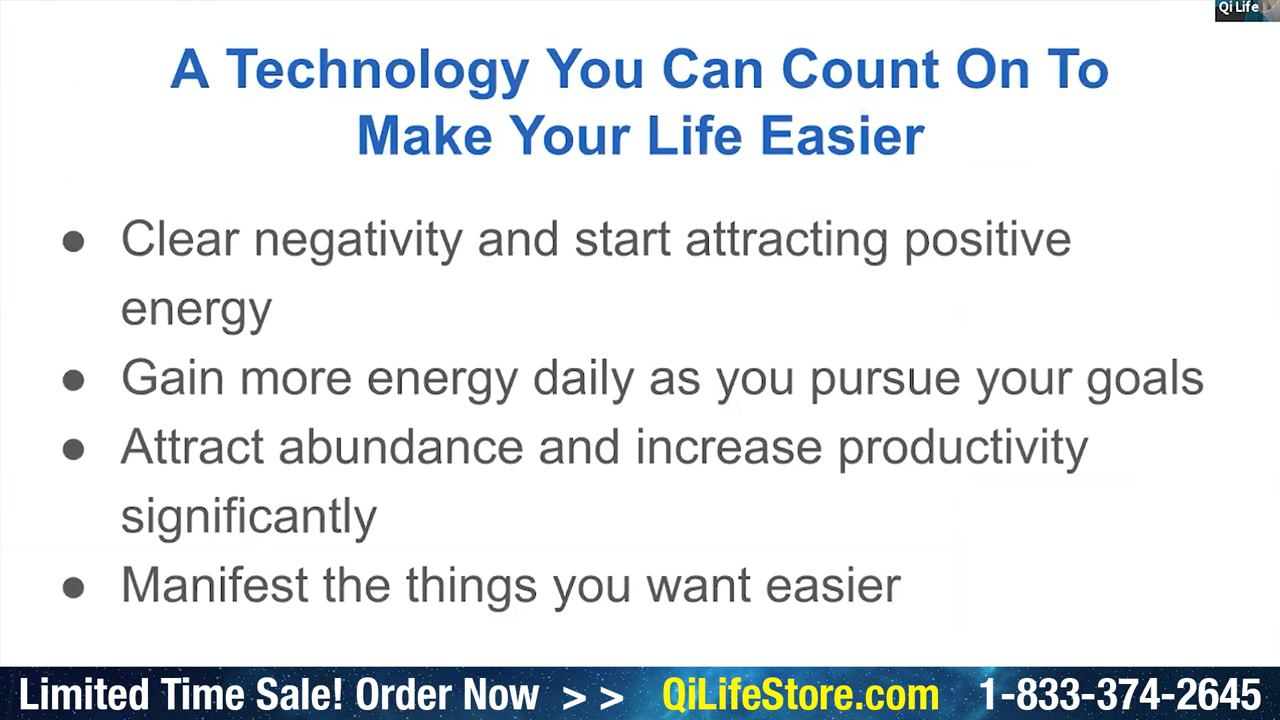 Qi Life
A Technology You Can Count On To
Make Your Life Easier
● Clear negativity and start attracting positive
energy
● Gain more energy daily as you pursue your goals
● Attract abundance and increase productivity
significantly
● Manifest the things you want easier
Limited Time Sale! Order Now > > QiLifeStore.com 1-833-374-2645